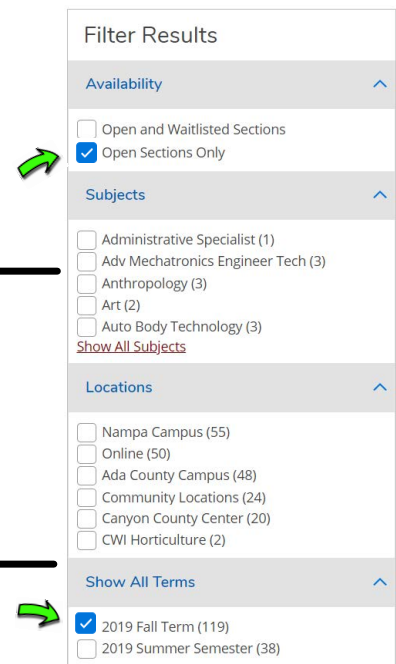 Filter Results
Availability
Open and Waitlisted Sections
Open Sections Only
Subjects
Administrative Specialist (1)
Adv Mechatronics Engineer Tech (3)
Anthropology (3)
Art (2)
Auto Body Technology (3)
Show All Subjects
Locations
Nampa Campus (55)
Online (50)
Ada County Campus (48)
Community Locations (24)
Canyon County Center (20)
CWI Horticulture (2)
Show All Terms
2019 Fall Term (119)
2019 Summer Semester (38)